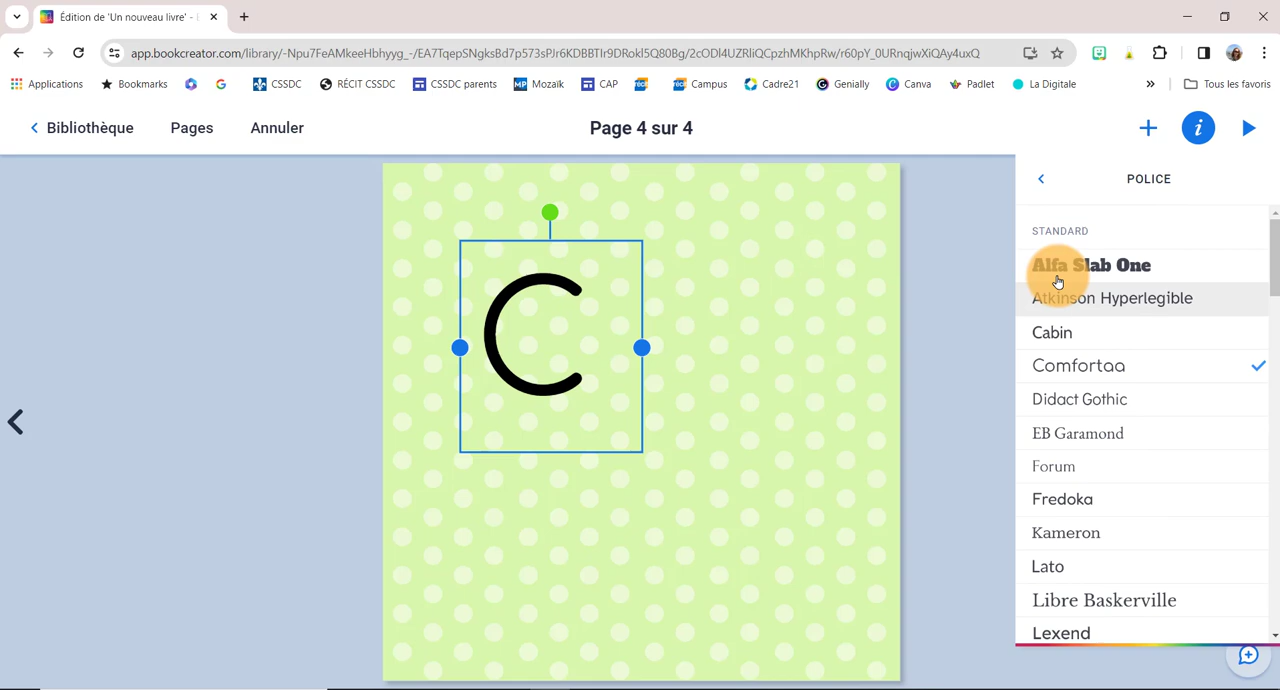 Édition de 'Un nouveau livre' - E
app.bookcreator.com/library/-Npu7FeAMkeeHbhyyg_-/EA7TqepSNgksBd7p573sPJr6KDBBTIr9DRokl5Q80Bg/2cODl4UZRliQCpzhMKhpRw/r60pY_0URnqjwXiQAy4uxQ
Applications Bookmarks CSSDC RÉCIT CSSDC CSSDC parents Mozaïk CAP Campus Cadre21 Genially Canva Padlet La Digitale » Tous les favoris
Bibliothèque Pages Annuler Page 4 sur 4
POLICE
STANDARD
Alfa Slab One
Atkinson Hyperlegible
Cabin
Comfortaa
Didact Gothic
EB Garamond
Forum
Fredoka
Kameron
Lato
Libre Baskerville
Lexend
C